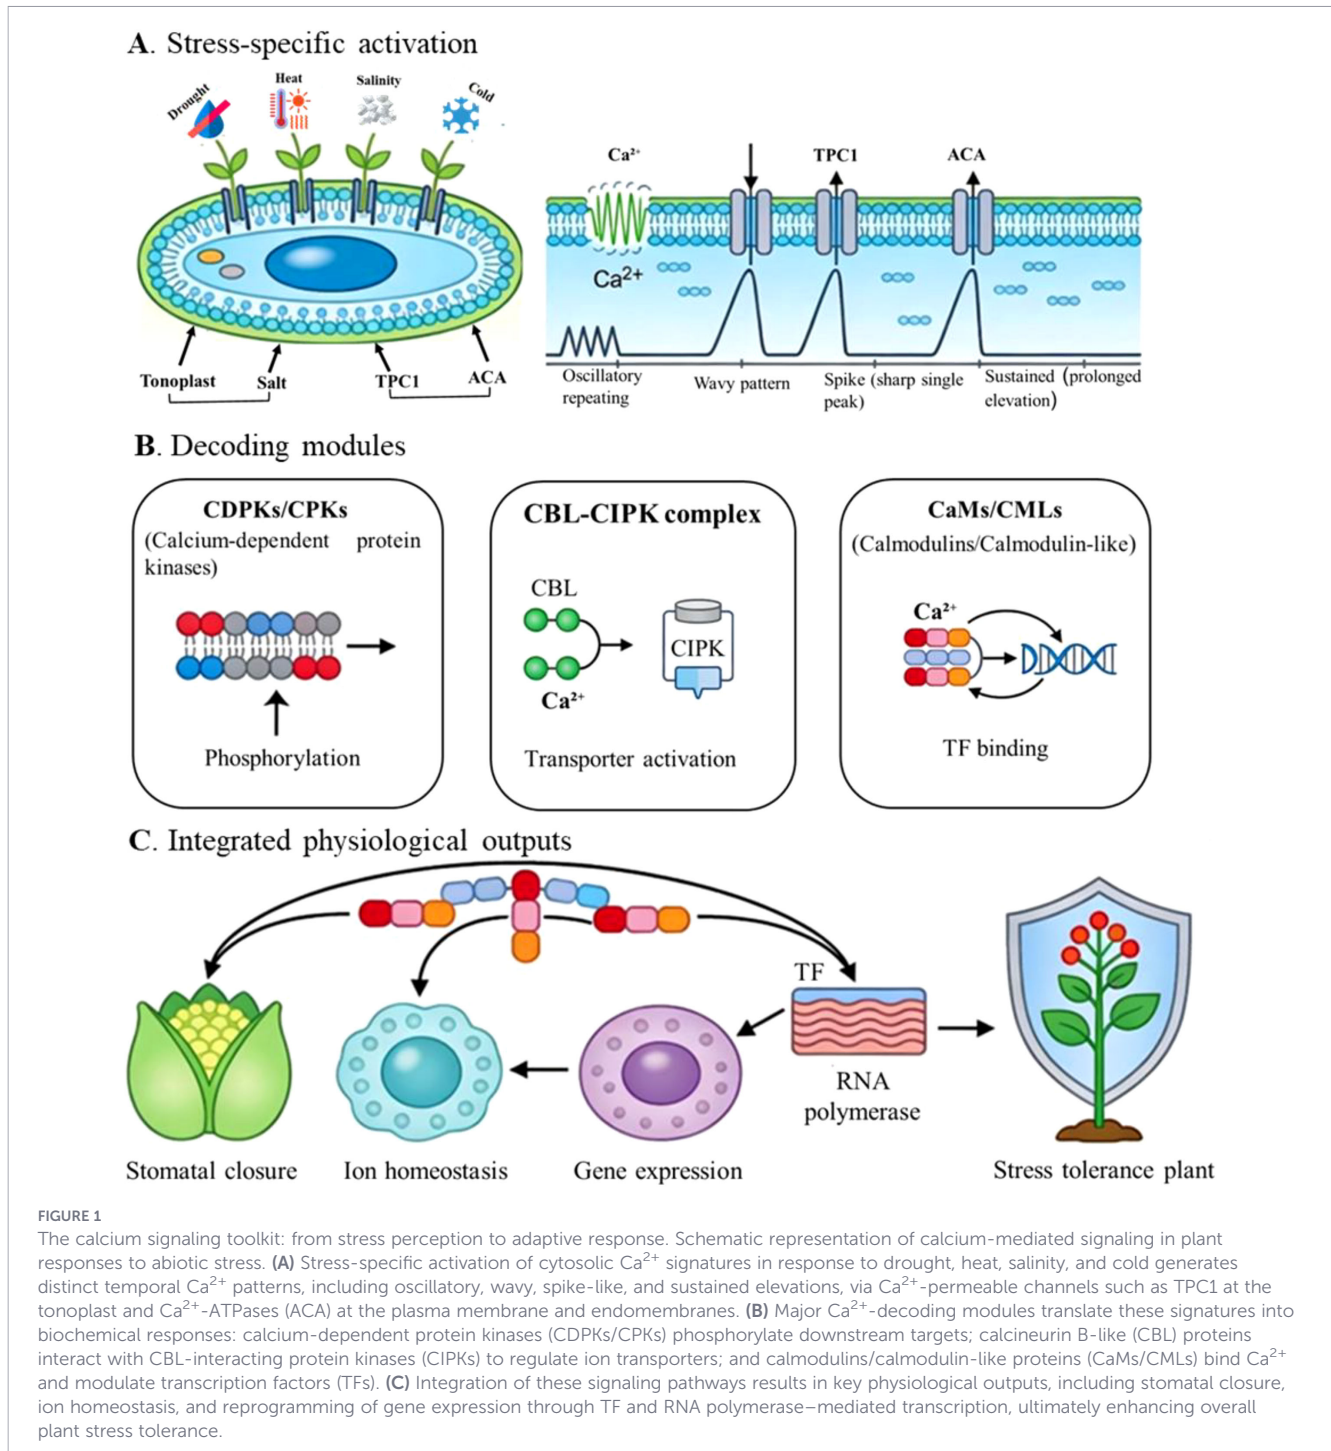 A. Stress-specific activation
Drought
Heat
Salinity
Cold
Ca²⁺
TPC1
ACA
Ca2+
Tonoplast
Salt
TPC1
ACA
Oscillatory
repeating
Wavy pattern
Spike (sharp single
peak)
Sustained (prolonged
elevation)
B. Decoding modules
CDPKs/CPKs
(Calcium-dependent protein
kinases)
Phosphorylation
CBL-CIPK complex
CBL
CIPK
Ca²⁺
Transporter activation
CaMs/CMLs
(Calmodulins/Calmodulin-like)
Ca²⁺
TF binding
C. Integrated physiological outputs
TF
RNA
polymerase
Stomatal closure
Ion homeostasis
Gene expression
Stress tolerance plant
FIGURE 1
The calcium signaling toolkit: from stress perception to adaptive response. Schematic representation of calcium-mediated signaling in plant
responses to abiotic stress. (A) Stress-specific activation of cytosolic Ca²⁺ signatures in response to drought, heat, salinity, and cold generates
distinct temporal Ca²⁺ patterns, including oscillatory, wavy, spike-like, and sustained elevations, via Ca²⁺-permeable channels such as TPC1 at the
tonoplast and Ca²⁺-ATPases (ACA) at the plasma membrane and endomembranes. (B) Major Ca²⁺-decoding modules translate these signatures into
biochemical responses: calcium-dependent protein kinases (CDPKs/CPKs) phosphorylate downstream targets; calcineurin B-like (CBL) proteins
interact with CBL-interacting protein kinases (CIPKs) to regulate ion transporters; and calmodulins/calmodulin-like proteins (CaMs/CMLs) bind Ca²⁺
and modulate transcription factors (TFs). (C) Integration of these signaling pathways results in key physiological outputs, including stomatal closure,
ion homeostasis, and reprogramming of gene expression through TF and RNA polymerase–mediated transcription, ultimately enhancing overall
plant stress tolerance.